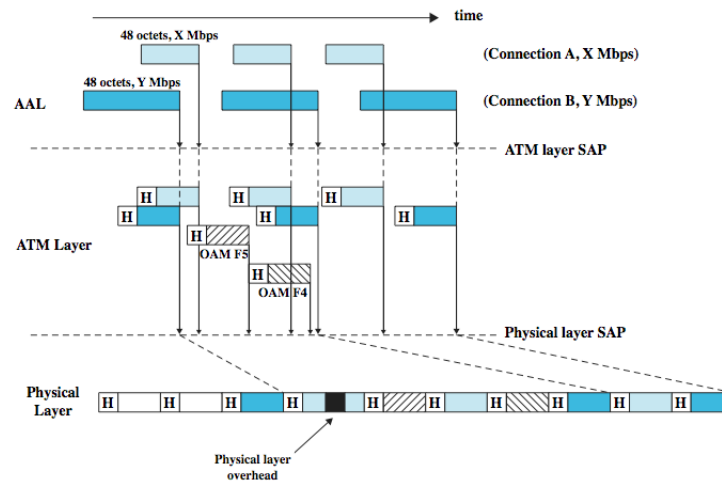 time
48 octets, X Mbps
(Connection A, X Mbps)
48 octets, Y Mbps
AAL
(Connection B, Y Mbps)
ATM layer SAP
H H H
H H H
ATM Layer
H
OAM F5
H
OAM F4
Physical layer SAP
Physical
Layer
H H H H H H H H H H
Physical layer
overhead